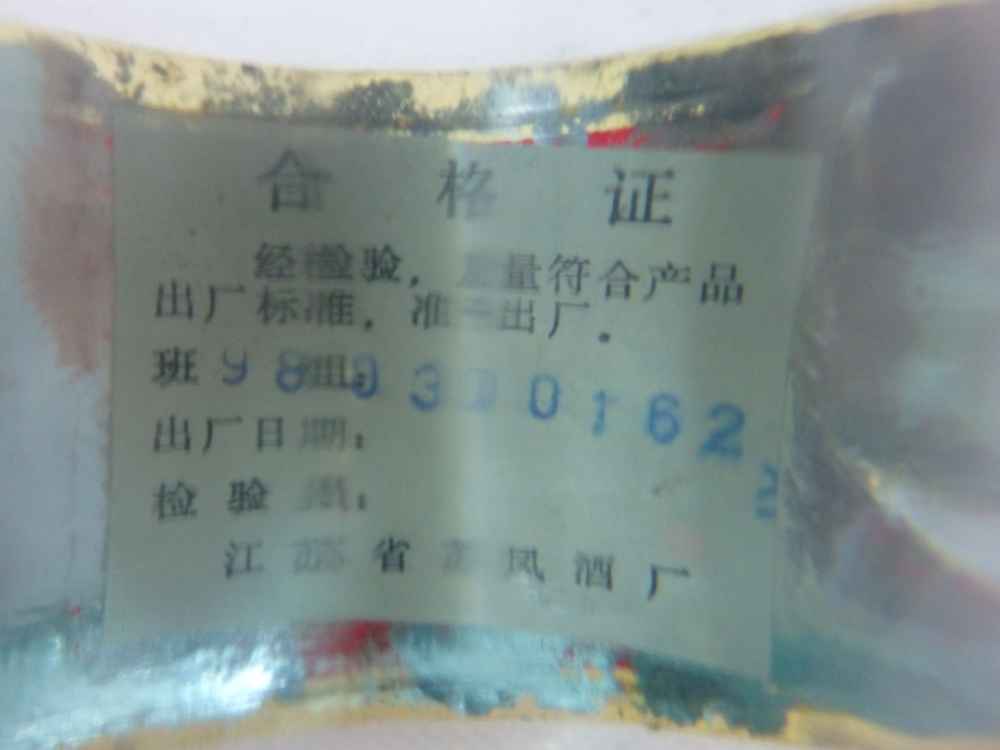 合格证
经检验，质量符合产品
出厂标准，准予出厂。
班组：
出厂日期：
检验员：
江苏省 凤酒厂